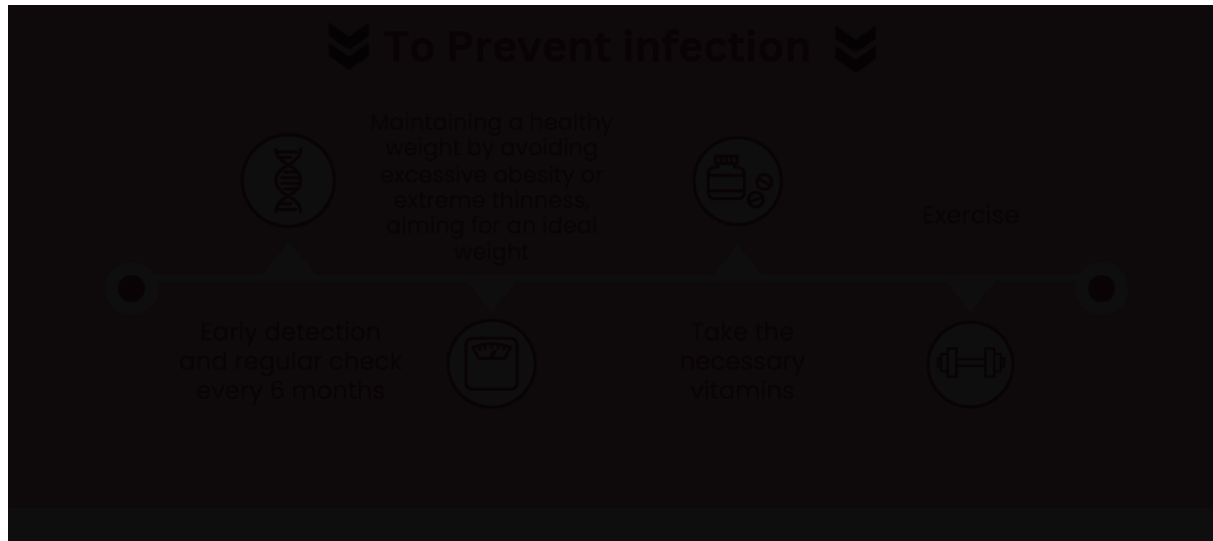 To Prevent infection
Maintaining a healthy
weight by avoiding
excessive obesity or
extreme thinness,
aiming for an ideal
weight
Exercise
Early detection
and regular check
every 6 months
Take the
necessary
vitamins